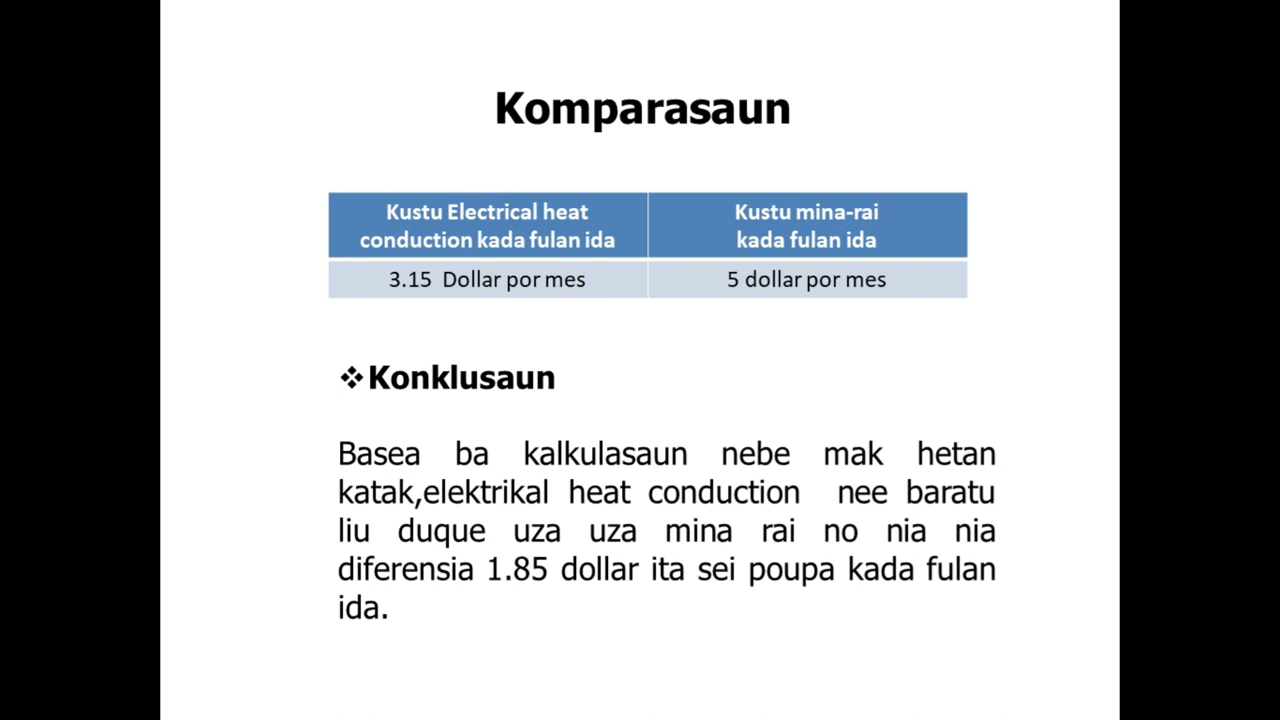 Komparasaun
Kustu Electrical heat
conduction kada fulan ida
Kustu mina-rai
kada fulan ida
3.15 Dollar por mes
5 dollar por mes
❖Konklusaun
Basea ba kalkulasaun nebe mak hetan
katak,elektrikal heat conduction nee baratu
liu duque uza uza mina rai no nia nia
diferensia 1.85 dollar ita sei poupa kada fulan
ida.